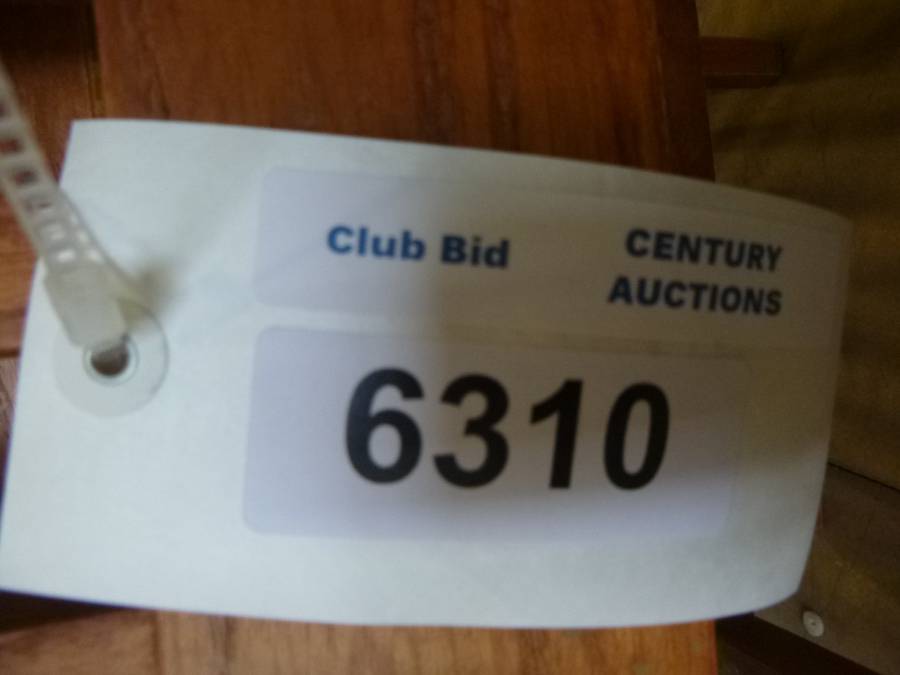 Club Bid
CENTURY
AUCTIONS
6310